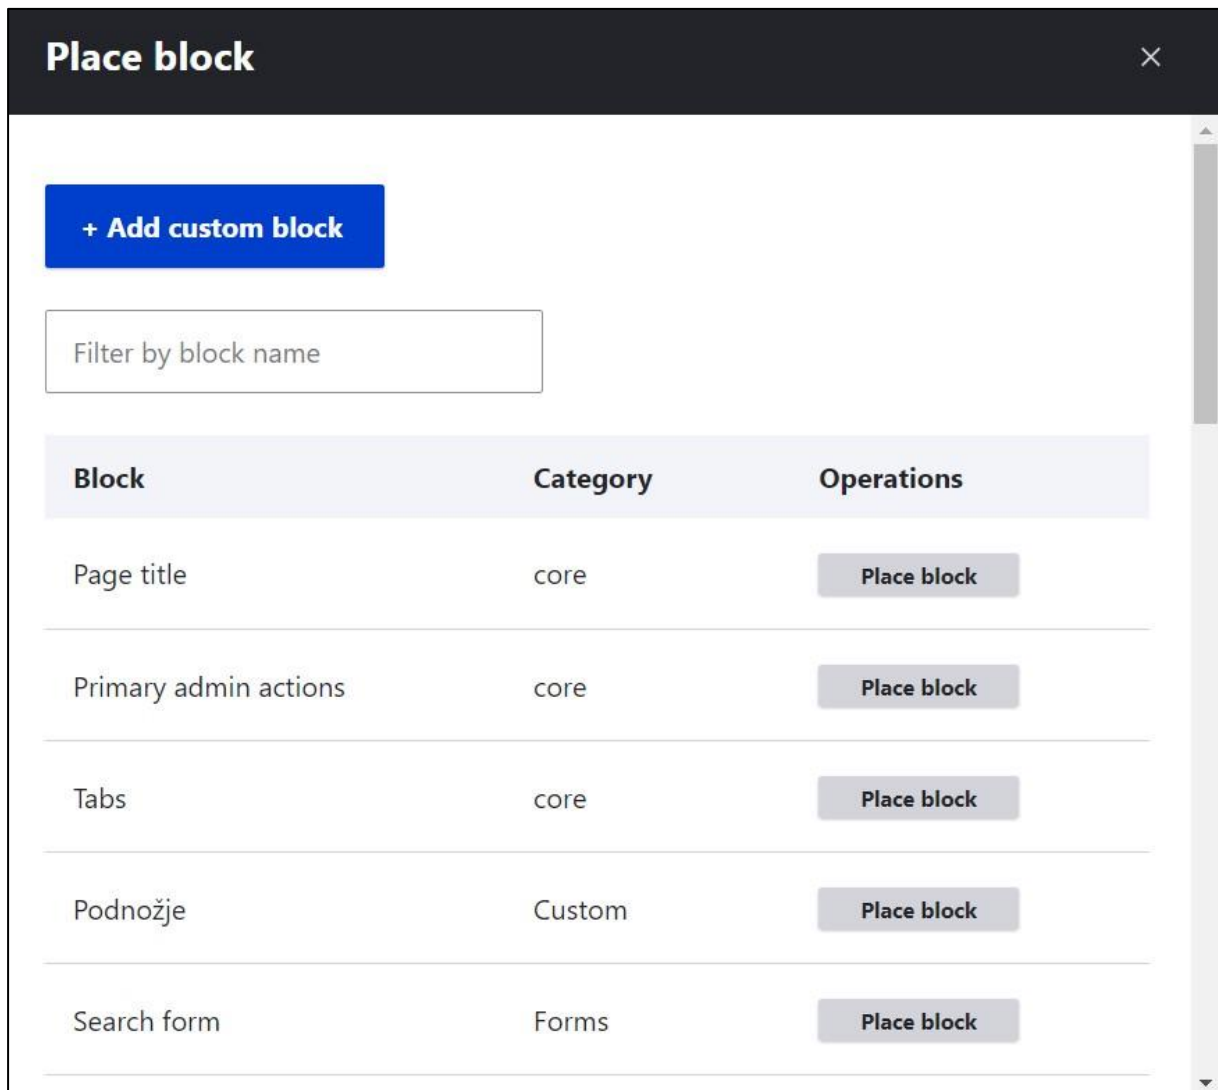 Place block
+ Add custom block
Filter by block name
Block Category Operations
Page title core Place block
Primary admin actions core Place block
Tabs core Place block
Podnožje Custom Place block
Search form Forms Place block